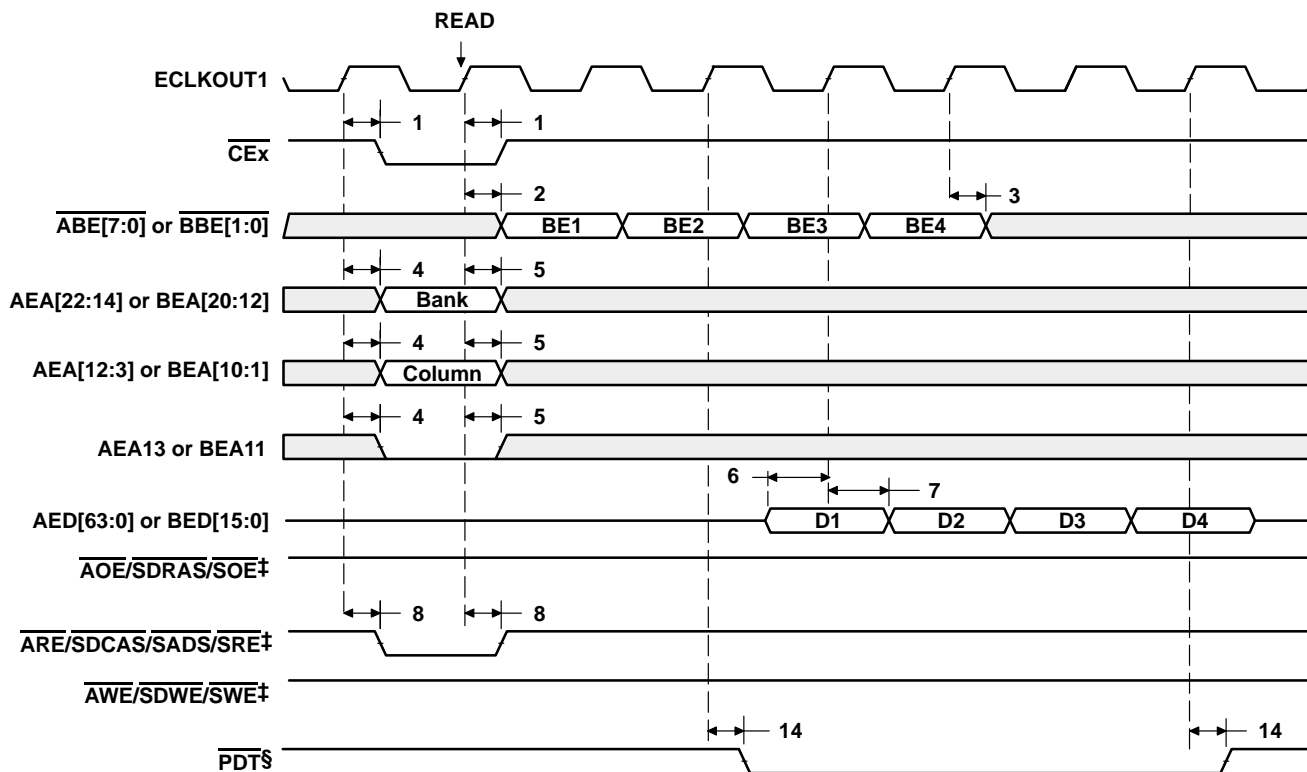 READ
ECLKOUT1
1 1
CEx
2 3
ABE[7:0] or BBE[1:0] BE1 BE2 BE3 BE4
4 5
AEA[22:14] or BEA[20:12] Bank
4 5
AEA[12:3] or BEA[10:1] Column
4 5
AEA13 or BEA11
6 7
AED[63:0] or BED[15:0] D1 D2 D3 D4
AOE/SDRAS/SOE‡
8 8
ARE/SDCAS/SADS/SRE‡
AWE/SDWE/SWE‡
14 14
PDT§